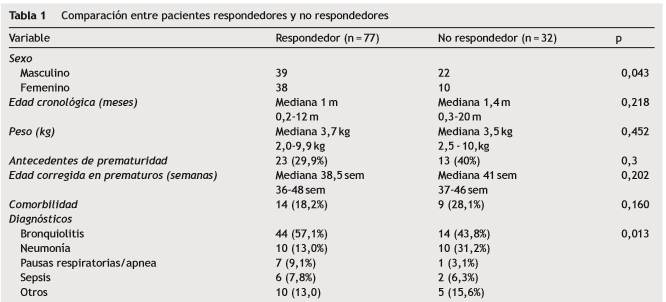 Tabla 1 Comparación entre pacientes respondedores y no respondedores
Variable Respondedor (n = 77) No respondedor (n = 32) p
Sexo
Masculino 39 22 0,043
Femenino 38 10
Edad cronológica (meses) Mediana 1 m Mediana 1,4 m 0,218
0,2-12 m 0,3-20 m
Peso (kg) Mediana 3,7 kg Mediana 3,5 kg 0,452
2,0-9,9 kg 2,5 - 10,kg
Antecedentes de prematuridad 23 (29,9%) 13 (40%) 0,3
Edad corregida en prematuros (semanas) Mediana 38,5 sem Mediana 41 sem 0,202
36-48 sem 37-46 sem
Comorbilidad 14 (18,2%) 9 (28,1%) 0,160
Diagnósticos
Bronquiolitis 44 (57,1%) 14 (43,8%) 0,013
Neumonía 10 (13,0%) 10 (31,2%)
Pausas respiratorias/apnea 7 (9,1%) 1 (3,1%)
Sepsis 6 (7,8%) 2 (6,3%)
Otros 10 (13,0) 5 (15,6%)